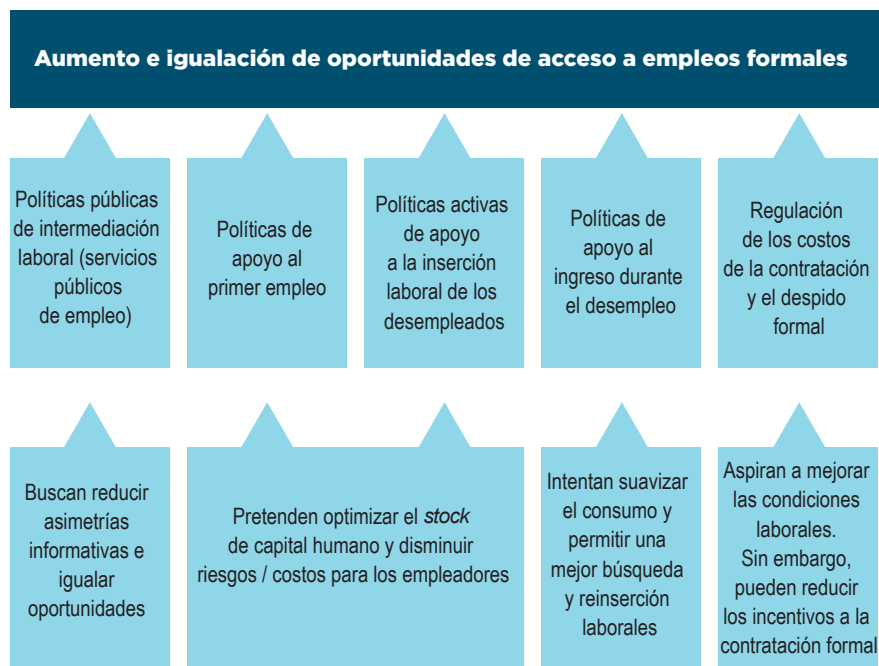 Aumento e igualación de oportunidades de acceso a empleos formales
Políticas públicas
de intermediación
laboral (servicios
públicos
de empleo)
Políticas de
apoyo al
primer empleo
Políticas activas
de apoyo
a la inserción
laboral de los
desempleados
Políticas de
apoyo al
ingreso durante
el desempleo
Regulación
de los costos
de la contratación
y el despido
formal
Buscan reducir
asimetrías
informativas e
igualar
oportunidades
Pretenden optimizar el stock
de capital humano y disminuir
riesgos / costos para los empleadores
Intentan suavizar
el consumo y
permitir una
mejor búsqueda
y reinserción
laborales
Aspiran a mejorar
las condiciones
laborales.
Sin embargo,
pueden reducir
los incentivos a la
contratación formal